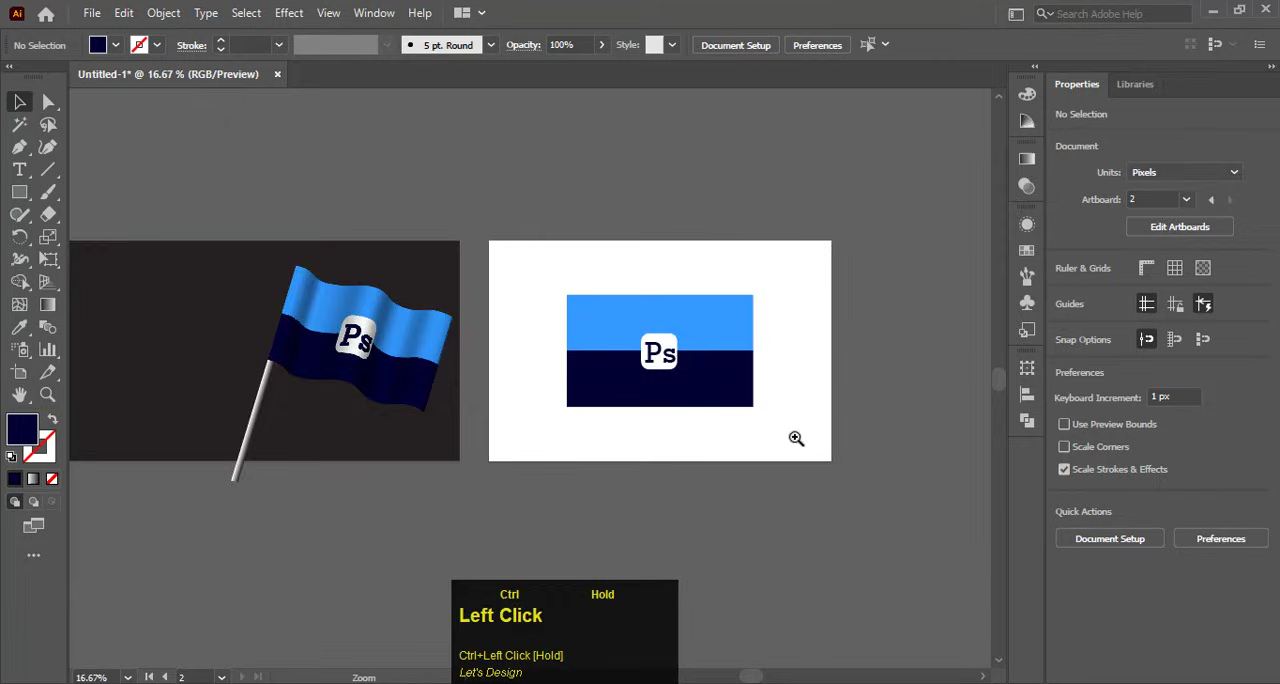 Ai File Edit Object Type Select Effect View Window Help Search Adobe Help
No Selection Stroke: 5 pt. Round Opacity: 100% Style: Document Setup Preferences
Untitled-1* @ 16.67 % (RGB/Preview) ×
Properties Libraries
No Selection
Document
Units: Pixels
Artboard: 2
Edit Artboards
Ruler & Grids
Guides
Snap Options
Preferences
Keyboard Increment: 1 px
Use Preview Bounds
Scale Corners
Scale Strokes & Effects
Quick Actions
Document Setup Preferences
Ps
Ps
Ctrl Hold
Left Click
Ctrl+Left Click [Hold]
Let's Design
16.67% 2 Zoom